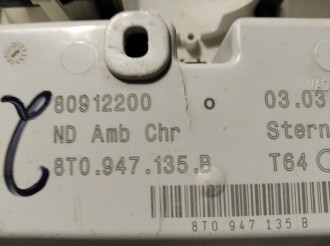 80912200 o 03.03
ND Amb Chr Stern
8T0.947.135.B T64
8T0 947 135 B